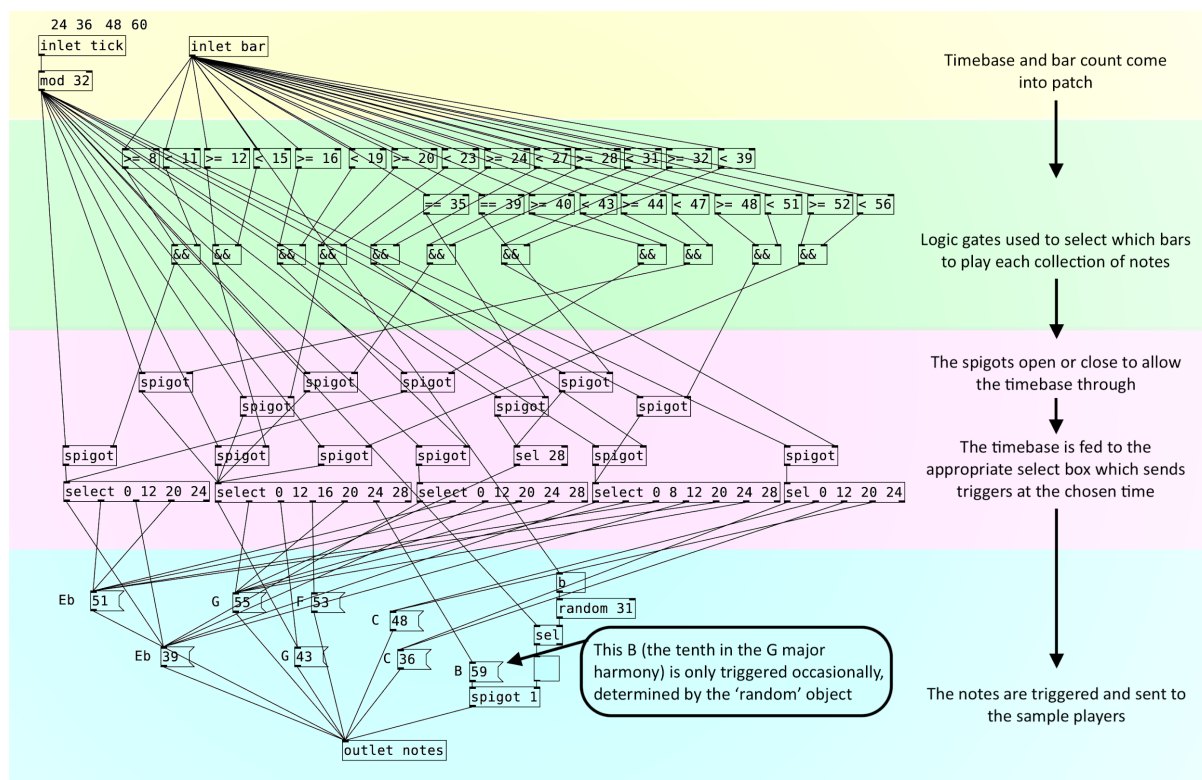 24 36 48 60
inlet tick
inlet bar
mod 32
Timebase and bar count come
into patch
>= 8
< 11
>= 12
< 15
>= 16
< 19
>= 20
< 23
>= 24
< 27
>= 28
< 31
>= 32
< 39
== 35
== 39
>= 40
< 43
>= 44
< 47
>= 48
< 51
>= 52
< 56
&&
&&
&&
&&
&&
&&
&&
&&
&&
&&
&&
Logic gates used to select which bars
to play each collection of notes
spigot
spigot
spigot
spigot
spigot
spigot
spigot
The spigots open or close to allow
the timebase through
spigot
spigot
spigot
spigot
sel 28
spigot
spigot
The timebase is fed to the
appropriate select box which sends
triggers at the chosen time
select 0 12 20 24
select 0 12 16 20 24 28
select 0 12 20 24 28
select 0 8 12 20 24 28
sel 0 12 20 24
b
random 31
sel
Eb
51
G
55
F
53
C
48
Eb
39
G
43
C
36
B
59
spigot 1
This B (the tenth in the G major
harmony) is only triggered occasionally,
determined by the ‘random’ object
The notes are triggered and sent to
the sample players
outlet notes